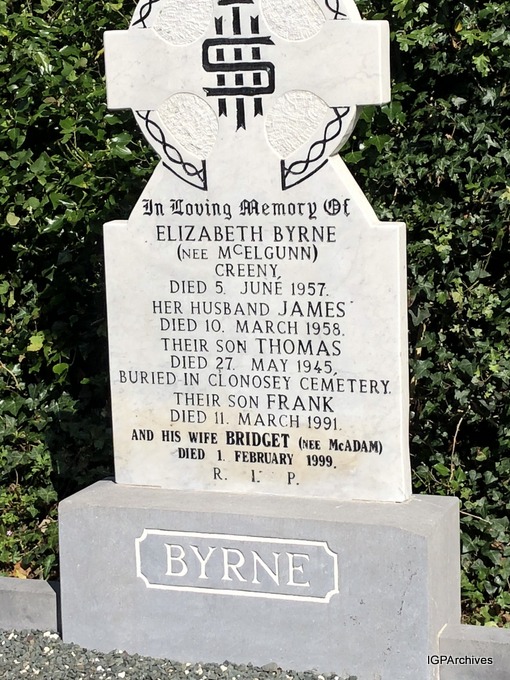 IHS
In Loving Memory Of
ELIZABETH BYRNE
(NEE McELGUNN)
CREENY,
DIED 5. JUNE 1957.
HER HUSBAND JAMES
DIED 10. MARCH 1958.
THEIR SON THOMAS
DIED 27. MAY 1945,
BURIED IN CLONOSEY CEMETERY.
THEIR SON FRANK
DIED 11. MARCH 1991.
AND HIS WIFE BRIDGET (NEE McADAM)
DIED 1. FEBRUARY 1999.
R. I. P.
BYRNE
IGPArchives